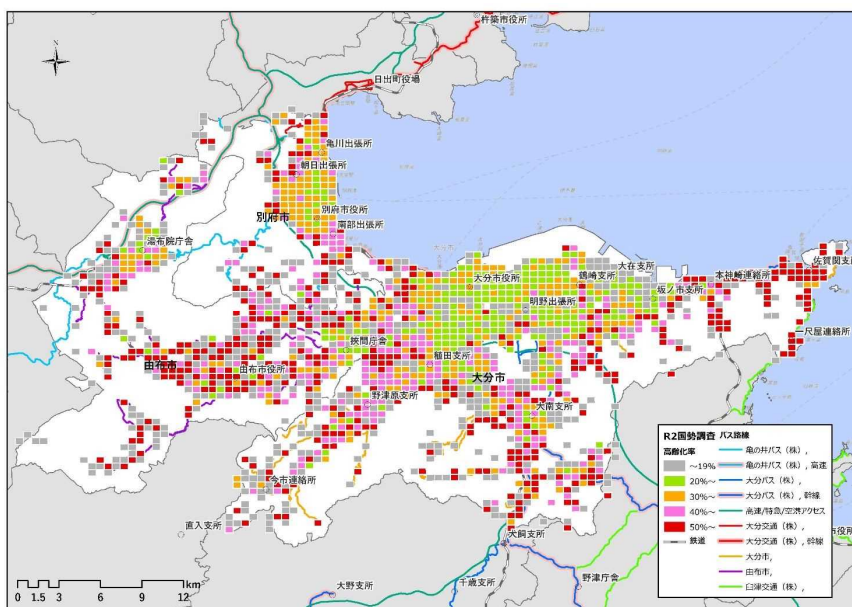 杵築市役所
日出町役場
亀川出張所
朝日出張所
別府市役所
別府市
南部出張所
湯布院庁舎
佐賀関支
本神崎連絡所
大在支所
鶴崎支所
大分市役所
坂ノ市支所
明野出張所
一尺屋連絡所
挾間庁舎
稙田支所
由布市
由布市役所
大分市
野津原支所
大南支所
今市連絡所
直入支所
犬飼支所
大野支所
千歳支所
野津庁舎
市役所
0 1.5 3 6 9 12
km
R2国勢調査
高齢化率
~19%
20%~
30%~
40%~
50%~
鉄道
バス路線
亀の井バス（株）,
亀の井バス（株）, 高速
大分バス（株）,
大分バス（株）, 幹線
高速/特急/空港アクセス
大分交通（株）,
大分交通（株）, 幹線
大分市,
由布市,
臼津交通（株）,